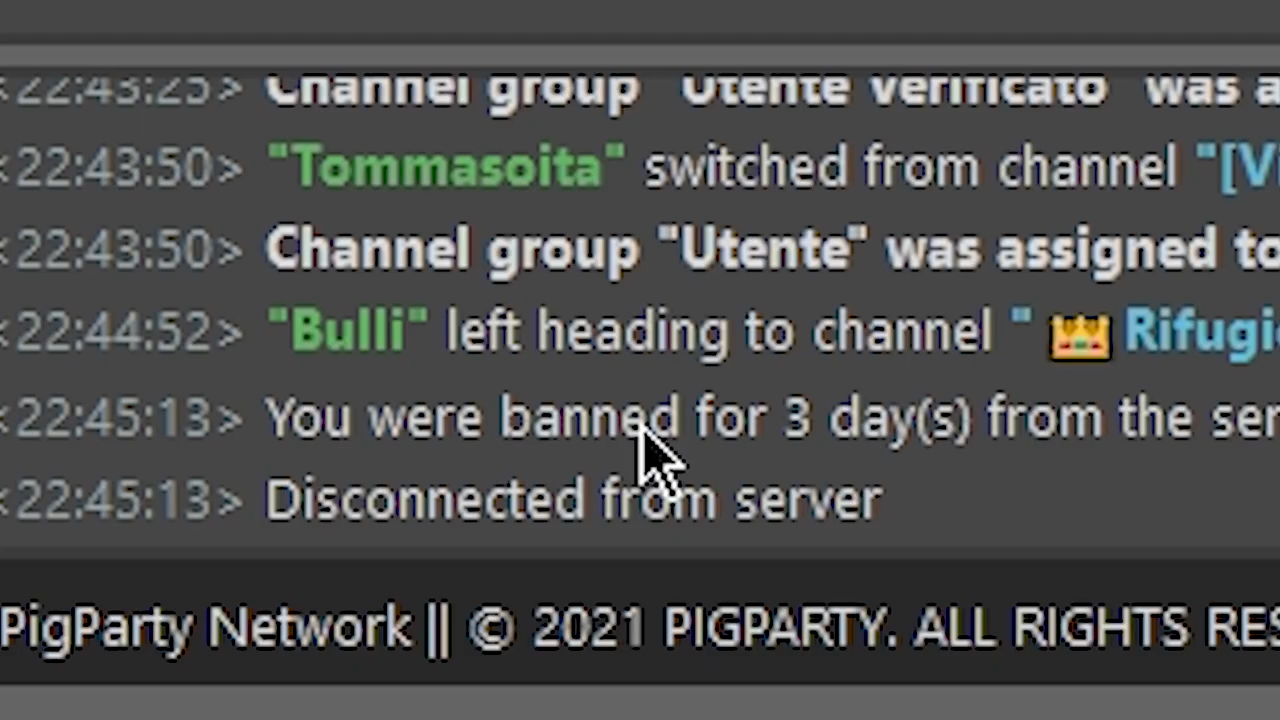 <22:43:25> Channel group "Utente verificato" was a
<22:43:50> "Tommasoita" switched from channel "[Vi
<22:43:50> Channel group "Utente" was assigned to
<22:44:52> "Bulli" left heading to channel " 👑 Rifugi
<22:45:13> You were banned for 3 day(s) from the ser
<22:45:13> Disconnected from server
PigParty Network || © 2021 PIGPARTY. ALL RIGHTS RES